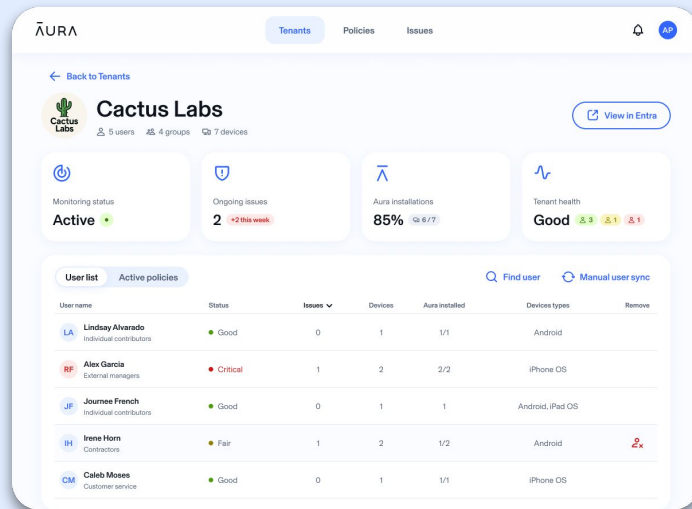 ĀURA
Tenants Policies Issues
AP
Back to Tenants
Cactus
Labs
Cactus Labs
5 users 4 groups 7 devices
View in Entra
Monitoring status
Active
Ongoing issues
2 +2 this week
Aura installations
85% 6/7
Tenant health
Good 3 1 1
User list Active policies
Find user Manual user sync
User name Status Issues Devices Aura installed Devices types Remove
LA Lindsay Alvarado Good 0 1 1/1 Android
Individual contributors
RF Alex Garcia Critical 1 2 2/2 iPhone OS
External managers
JF Journee French Good 0 1 1 Android, iPad OS
Individual contributors
IH Irene Horn Fair 1 2 1/2 Android
Contractors
CM Caleb Moses Good 0 1 1/1 iPhone OS
Customer service